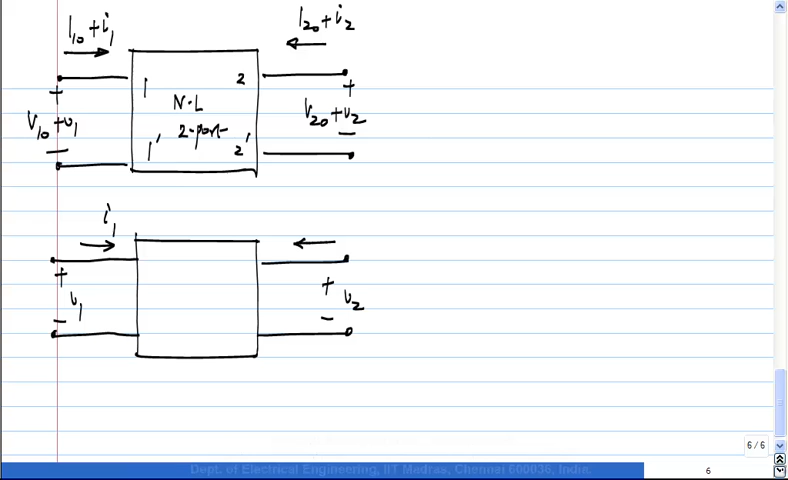 I10 + i1
I20 + i2
+
+
1
2
N.L
V10 + v1
V20 + v2
2-port
1'
2'
−
−
i1
+
+
v1
v2
−
−
6 / 6
Dept. of Electrical Engineering, IIT Madras, Chennai 600036, India.
6